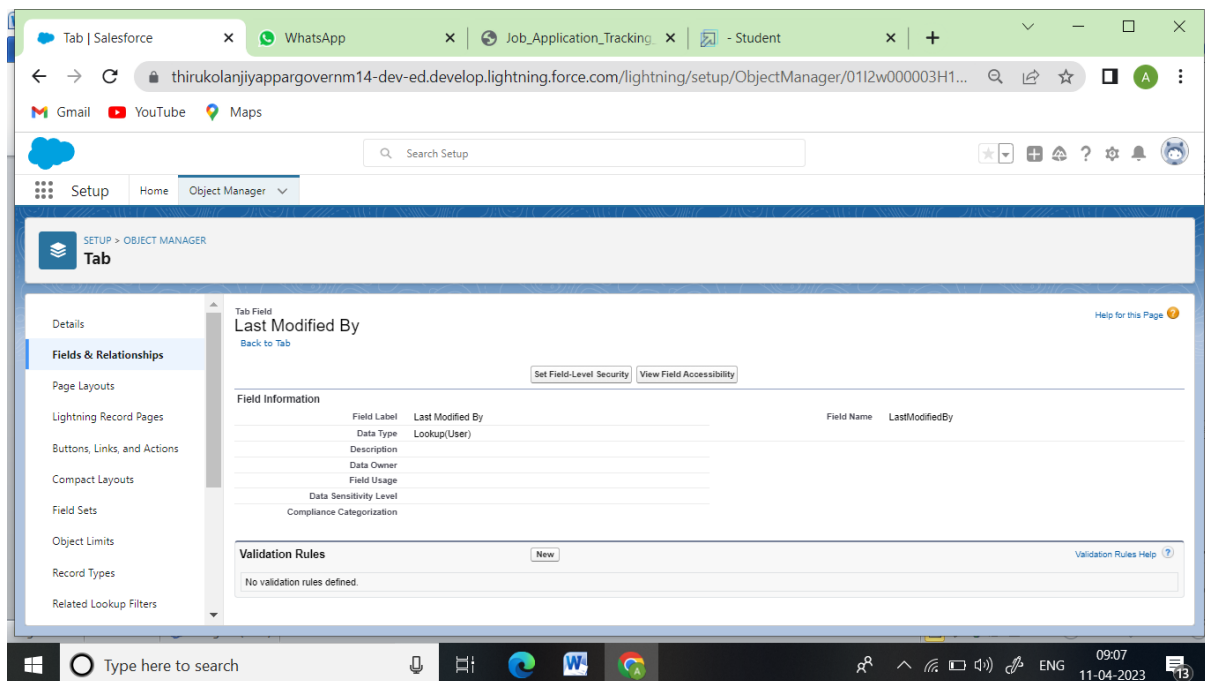 Tab | Salesforce
WhatsApp
Job_Application_Tracking_
- Student
thirukolanjiyappargovernm14-dev-ed.develop.lightning.force.com/lightning/setup/ObjectManager/01I2w000003H1...
A
Gmail
YouTube
Maps
Search Setup
Setup
Home
Object Manager
SETUP > OBJECT MANAGER
Tab
Details
Fields & Relationships
Page Layouts
Lightning Record Pages
Buttons, Links, and Actions
Compact Layouts
Field Sets
Object Limits
Record Types
Related Lookup Filters
Tab Field
Last Modified By
Back to Tab
Help for this Page
Set Field-Level Security View Field Accessibility
Field Information
Field Label Last Modified By Field Name LastModifiedBy
Data Type Lookup(User)
Description
Data Owner
Field Usage
Data Sensitivity Level
Compliance Categorization
Validation Rules New Validation Rules Help ?
No validation rules defined.
Type here to search
ENG
09:07
11-04-2023
13